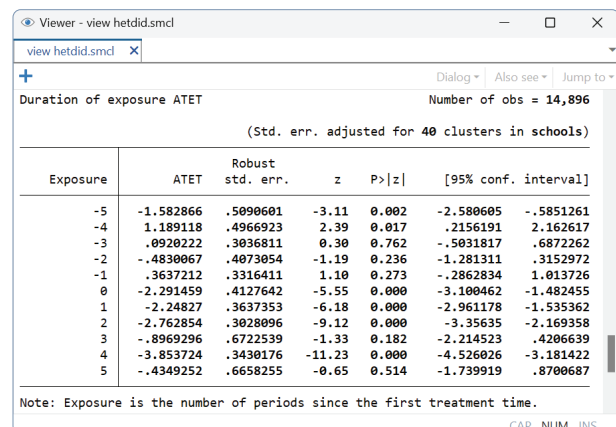 Viewer - view hetdid.smcl
view hetdid.smcl
Dialog Also see Jump to
Duration of exposure ATET Number of obs = 14,896
(Std. err. adjusted for 40 clusters in schools)
Robust
Exposure ATET std. err. z P>|z| [95% conf. interval]
-5 -1.582866 .5090601 -3.11 0.002 -2.580605 -.5851261
-4 1.189118 .4966923 2.39 0.017 .2156191 2.162617
-3 .0920222 .3036811 0.30 0.762 -.5031817 .6872262
-2 -.4830067 .4073054 -1.19 0.236 -1.281311 .3152972
-1 .3637212 .3316411 1.10 0.273 -.2862834 1.013726
0 -2.291459 .4127642 -5.55 0.000 -3.100462 -1.482455
1 -2.24827 .3637353 -6.18 0.000 -2.961178 -1.535362
2 -2.762854 .3028096 -9.12 0.000 -3.35635 -2.169358
3 -.8969296 .6722539 -1.33 0.182 -2.214523 .4206639
4 -3.853724 .3430176 -11.23 0.000 -4.526026 -3.181422
5 -.4349252 .6658255 -0.65 0.514 -1.739919 .8700687
Note: Exposure is the number of periods since the first treatment time.
CAP NUM INS